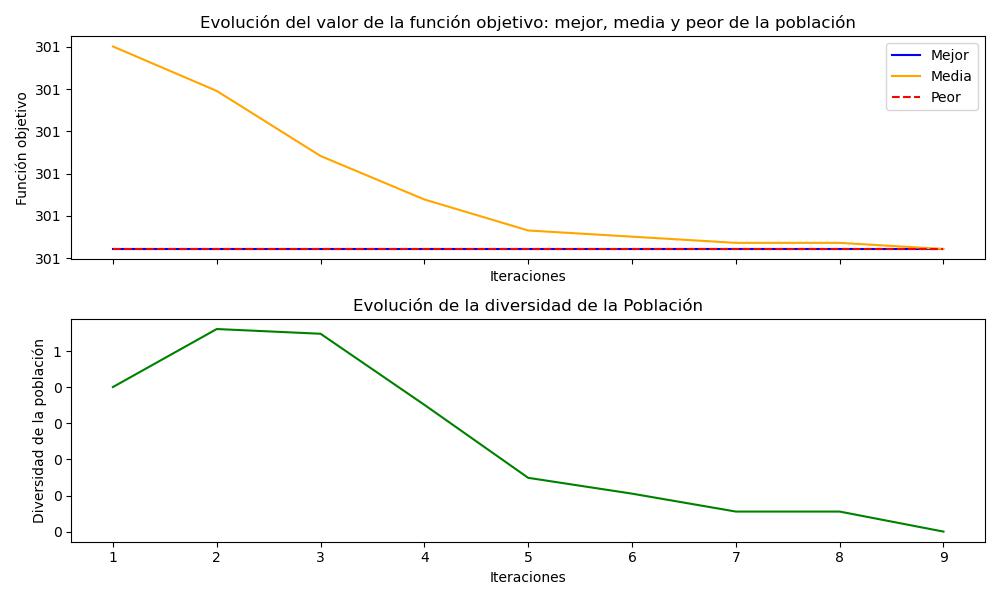 Evolución del valor de la función objetivo: mejor, media y peor de la población
Función objetivo
301
301
301
301
301
301
Mejor
Media
Peor
Iteraciones
Evolución de la diversidad de la Población
Diversidad de la población
1
0
0
0
0
0
1 2 3 4 5 6 7 8 9
Iteraciones